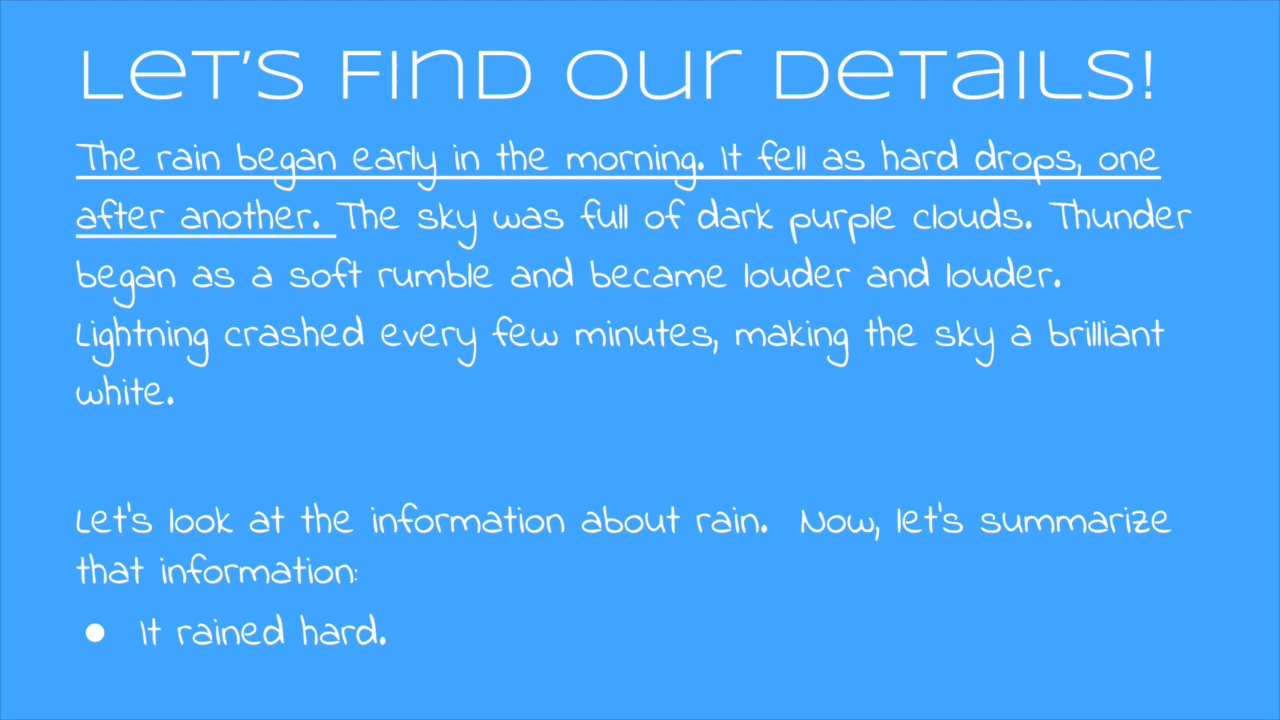 Let's Find Our Details!
The rain began early in the morning. It fell as hard drops, one
after another. The sky was full of dark purple clouds. Thunder
began as a soft rumble and became louder and louder.
Lightning crashed every few minutes, making the sky a brilliant
white.
Let's look at the information about rain. Now, let's summarize
that information:
● It rained hard.